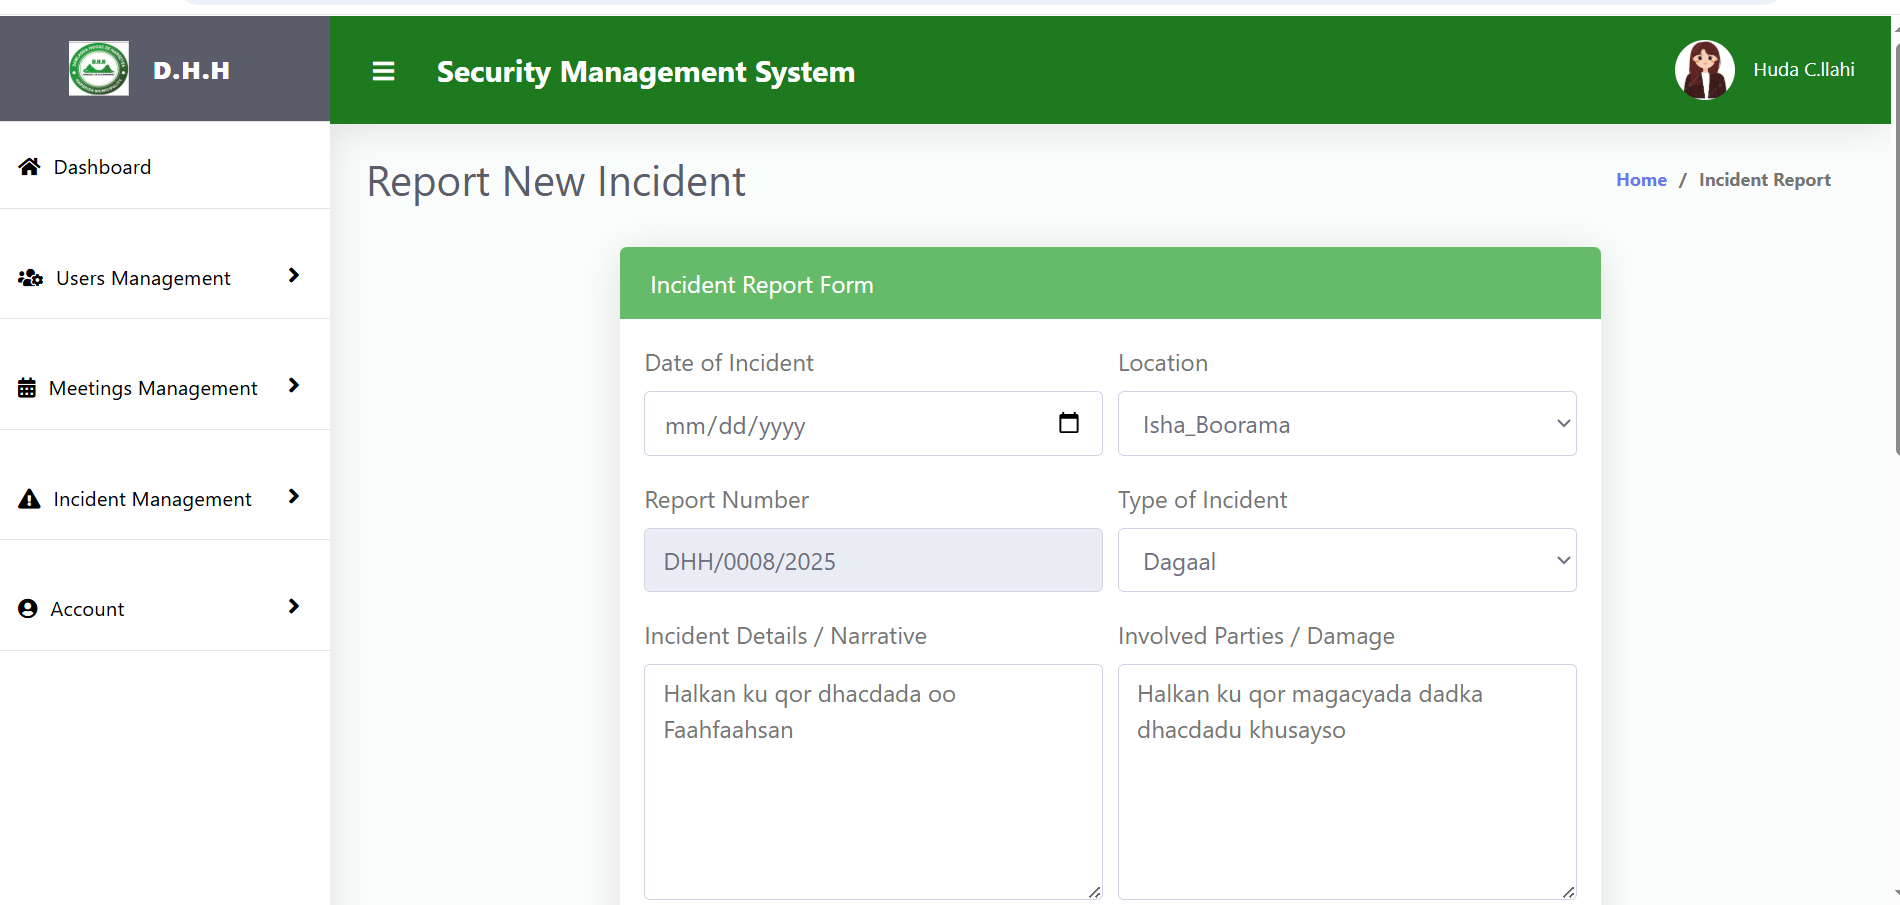 D.H.H
Security Management System
Huda C.llahi
Dashboard
Users Management
Meetings Management
Incident Management
Account
Report New Incident
Home / Incident Report
Incident Report Form
Date of Incident
Location
mm/dd/yyyy
Isha_Boorama
Report Number
Type of Incident
DHH/0008/2025
Dagaal
Incident Details / Narrative
Involved Parties / Damage
Halkan ku qor dhacdada oo
Faahfaahsan
Halkan ku qor magacyada dadka
dhacdadu khusayso